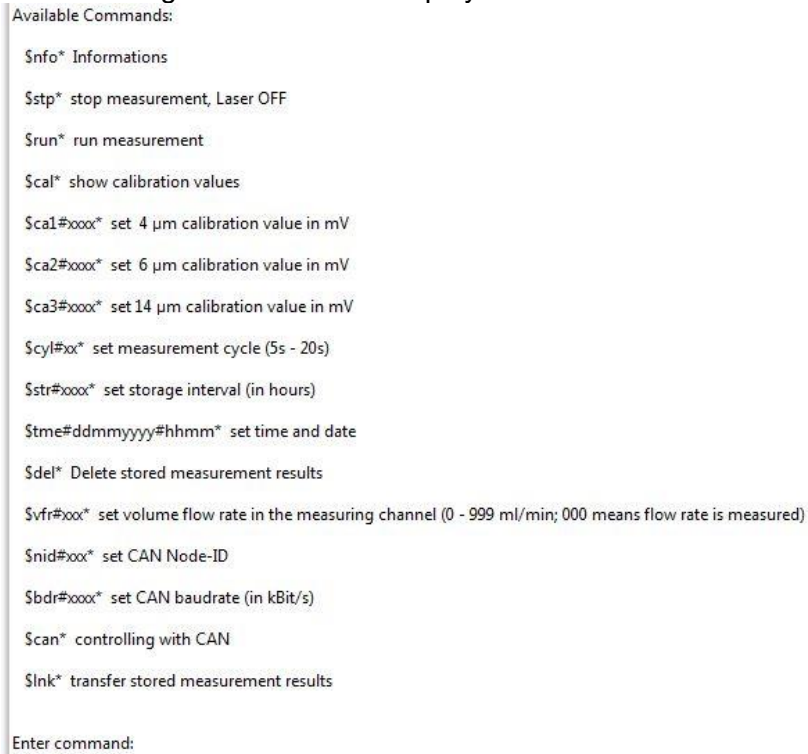 Available Commands:
$nfo* Informations
$stp* stop measurement, Laser OFF
$run* run measurement
$cal* show calibration values
$ca1#xxxx* set 4 µm calibration value in mV
$ca2#xxxx* set 6 µm calibration value in mV
$ca3#xxxx* set 14 µm calibration value in mV
$cyl#xx* set measurement cycle (5s - 20s)
$str#xxxx* set storage interval (in hours)
$tme#ddmmyyyy#hhmm* set time and date
$del* Delete stored measurement results
$vfr#xxx* set volume flow rate in the measuring channel (0 - 999 ml/min; 000 means flow rate is measured)
$nid#xxx* set CAN Node-ID
$bdr#xxxx* set CAN baudrate (in kBit/s)
$can* controlling with CAN
$lnk* transfer stored measurement results
Enter command: